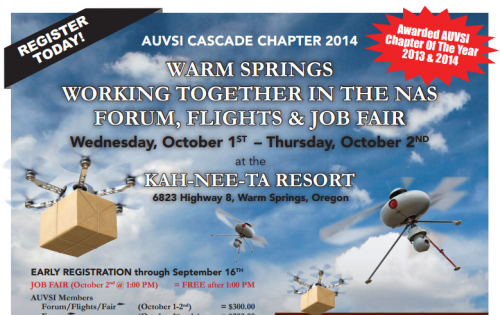 REGISTER
TODAY!
AUVSI CASCADE CHAPTER 2014
Awarded AUVSI
Chapter Of The Year
2013 & 2014
WARM SPRINGS
WORKING TOGETHER IN THE NAS
FORUM, FLIGHTS & JOB FAIR
Wednesday, October 1ST – Thursday, October 2ND
at the
KAH-NEE-TA RESORT
6823 Highway 8, Warm Springs, Oregon
EARLY REGISTRATION through September 16TH
JOB FAIR (October 2nd @ 1:00 PM) = FREE after 1:00 PM
AUVSI Members
Forum/Flights/Fair (October 1-2nd) = $300.00